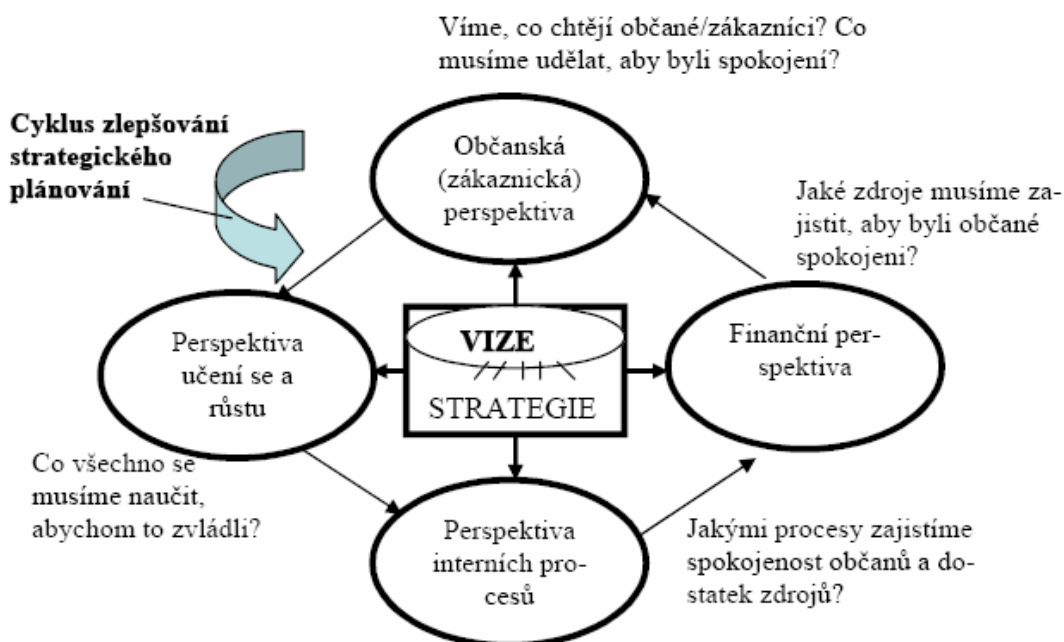 Víme, co chtějí občané/zákazníci? Co
musíme udělat, aby byli spokojení?
Cyklus zlepšování
strategického
plánování
Občanská
(zákaznická)
perspektiva
Jaké zdroje musíme za-
jistit, aby byli občané
spokojeni?
Perspektiva
učení se a
růstu
VIZE
STRATEGIE
Finanční per-
spektiva
Co všechno se
musíme naučit,
abychom to zvládli?
Perspektiva
interních pro-
cesů
Jakými procesy zajistíme
spokojenost občanů a do-
statek zdrojů?